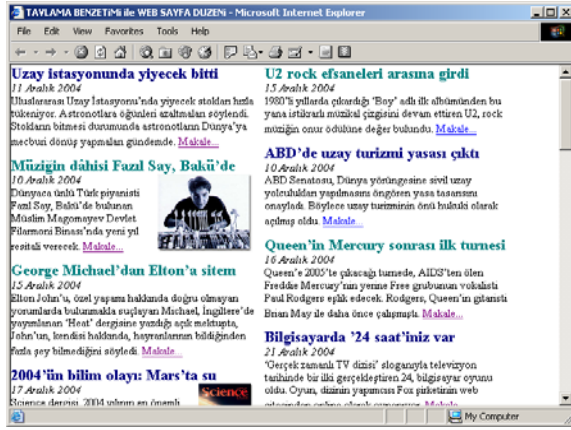 TAVLAMA BENZETiMi ile WEB SAYFA DUZENi - Microsoft Internet Explorer
File Edit View Favorites Tools Help
Uzay istasyonunda yiyecek bitti
11 Aralık 2004
Uluslararası Uzay İstasyonu'nda yiyecek stokları hızla
tükeniyor. Astronotlara öğünleri azaltmaları söylendi.
Stokların bitmesi durumunda astronotların Dünya'ya
mecburi dönüş yapmaları gündemde. Makale...
Müziğin dâhisi Fazıl Say, Bakü'de
10 Aralık 2004
Dünyaca ünlü Türk piyanisti
Fazıl Say, Bakü'de bulunan
Müslim Magomayev Devlet
Filarmoni Binası'nda yeni yıl
resitali verecek. Makale...
George Michael'dan Elton'a sitem
15 Aralık 2004
Elton John'u, özel yaşamı hakkında doğru olmayan
yorumlarda bulunmakla suçlayan Michael, İngiltere'de
yayımlanan 'Heat' dergisine yazdığı açık mektupta,
John'un, kendisi hakkında, hayranlarının bildiğinden
fazla şey bilmediğini söyledi. Makale...
2004'ün bilim olayı: Mars'ta su
17 Aralık 2004
Science dergisi, 2004 yılının en önemli
Science
U2 rock efsaneleri arasına girdi
15 Aralık 2004
1980'li yıllarda çıkardığı 'Boy' adlı ilk albümünden bu
yana istikrarlı müzikal çizgisini devam ettiren U2, rock
müziğin onur ödülüne değer bulundu. Makale...
ABD'de uzay turizmi yasası çıktı
10 Aralık 2004
ABD Senatosu, Dünya yörüngesine sivil uzay
yolculukları yapılmasını öngören yasa tasarısını
onayladı. Böylece uzay turizminin önü hukuki olarak
açılmış oldu. Makale...
Queen'in Mercury sonrası ilk turnesi
16 Aralık 2004
Queen'e 2005'te çıkacağı turnede, AIDS'ten ölen
Freddie Mercury'nin yerine Free grubunun vokalisti
Paul Rodgers eşlik edecek. Rodgers, Queen'in gitaristi
Brian May ile daha önce çalışmıştı. Makale...
Bilgisayarda '24 saat'iniz var
21 Aralık 2004
'Gerçek zamanlı TV dizisi' sloganıyla televizyon
tarihinde bir ilki gerçekleştiren 24, bilgisayar oyunu
oldu. Oyun, dizinin yapımcısı Fox şirketinin web
My Computer